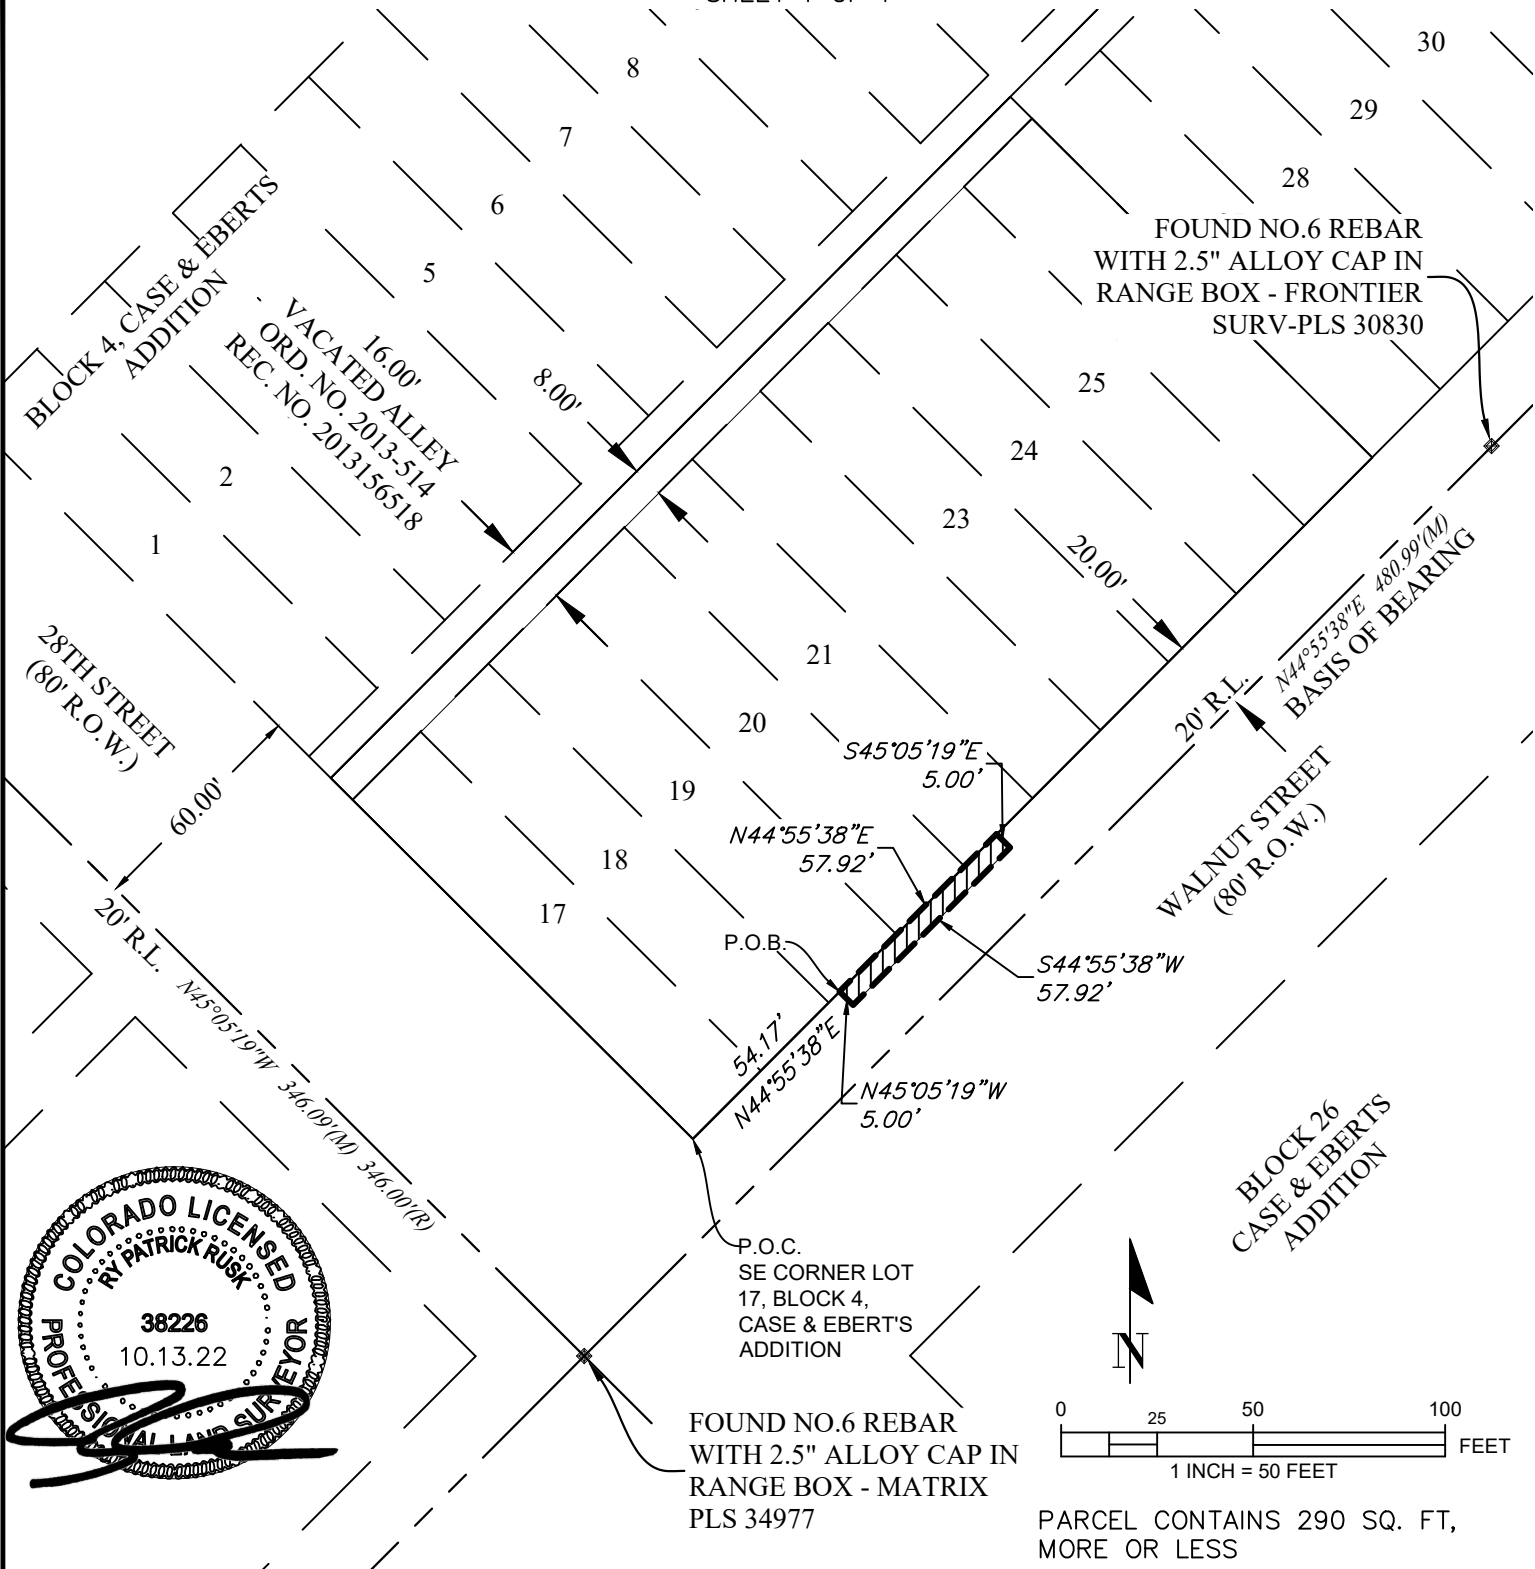 8
7
6
5
2
1
30
29
28
25
24
23
21
20
19
18
17
FOUND NO.6 REBAR
WITH 2.5" ALLOY CAP IN
RANGE BOX - FRONTIER
SURV-PLS 30830
BLOCK 4, CASE & EBERTS
ADDITION
16.00'
VACATED ALLEY
ORD. NO. 2013-514
REC. NO. 2013156518
8.00'
20.00'
N44°55'38"E 480.99'(M)
BASIS OF BEARING
20' R.L.
28TH STREET
(80' R.O.W.)
60.00'
20' R.L.
N45°05'19"W 346.09'(M) 346.00'(R)
WALNUT STREET
(80' R.O.W.)
S45°05'19"E
5.00'
N44°55'38"E
57.92'
P.O.B.
S44°55'38"W
57.92'
54.17'
N44°55'38"E
N45°05'19"W
5.00'
BLOCK 26
CASE & EBERTS
ADDITION
P.O.C.
SE CORNER LOT
17, BLOCK 4,
CASE & EBERT'S
ADDITION
COLORADO LICENSED
RY PATRICK RUSK
38226
10.13.22
PROFESSIONAL LAND SURVEYOR
N
FOUND NO.6 REBAR
WITH 2.5" ALLOY CAP IN
RANGE BOX - MATRIX
PLS 34977
0 25 50 100
FEET
1 INCH = 50 FEET
PARCEL CONTAINS 290 SQ. FT,
MORE OR LESS